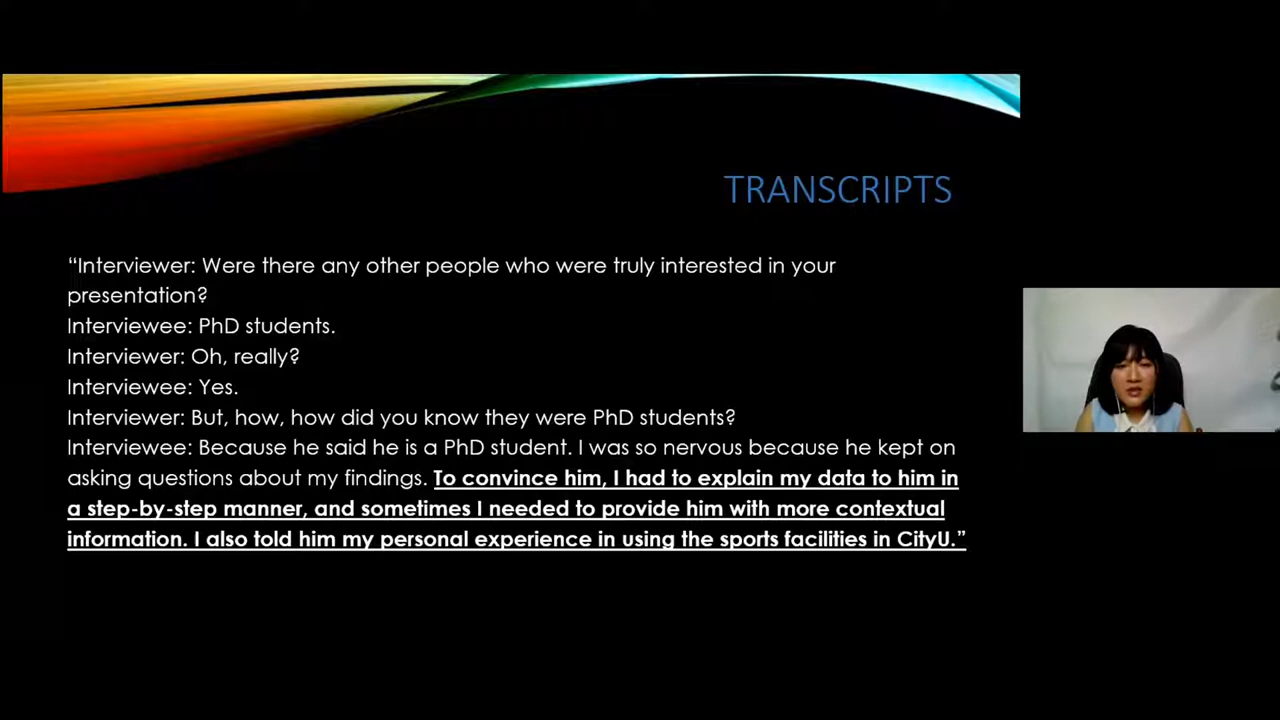 TRANSCRIPTS
“Interviewer: Were there any other people who were truly interested in your
presentation?
Interviewee: PhD students.
Interviewer: Oh, really?
Interviewee: Yes.
Interviewer: But, how, how did you know they were PhD students?
Interviewee: Because he said he is a PhD student. I was so nervous because he kept on
asking questions about my findings. To convince him, I had to explain my data to him in
a step-by-step manner, and sometimes I needed to provide him with more contextual
information. I also told him my personal experience in using the sports facilities in CityU.”